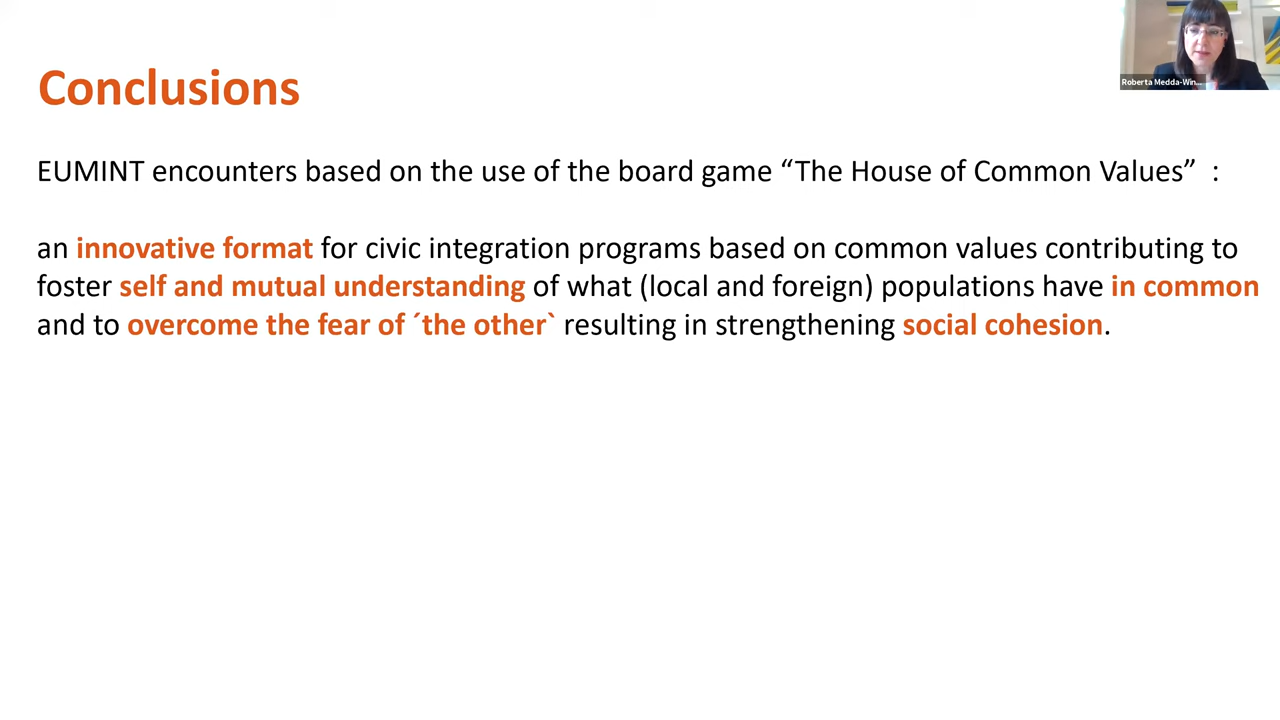 Conclusions
Roberta Medda-Win...
EUMINT encounters based on the use of the board game “The House of Common Values” :
an innovative format for civic integration programs based on common values contributing to
foster self and mutual understanding of what (local and foreign) populations have in common
and to overcome the fear of ´the other` resulting in strengthening social cohesion.